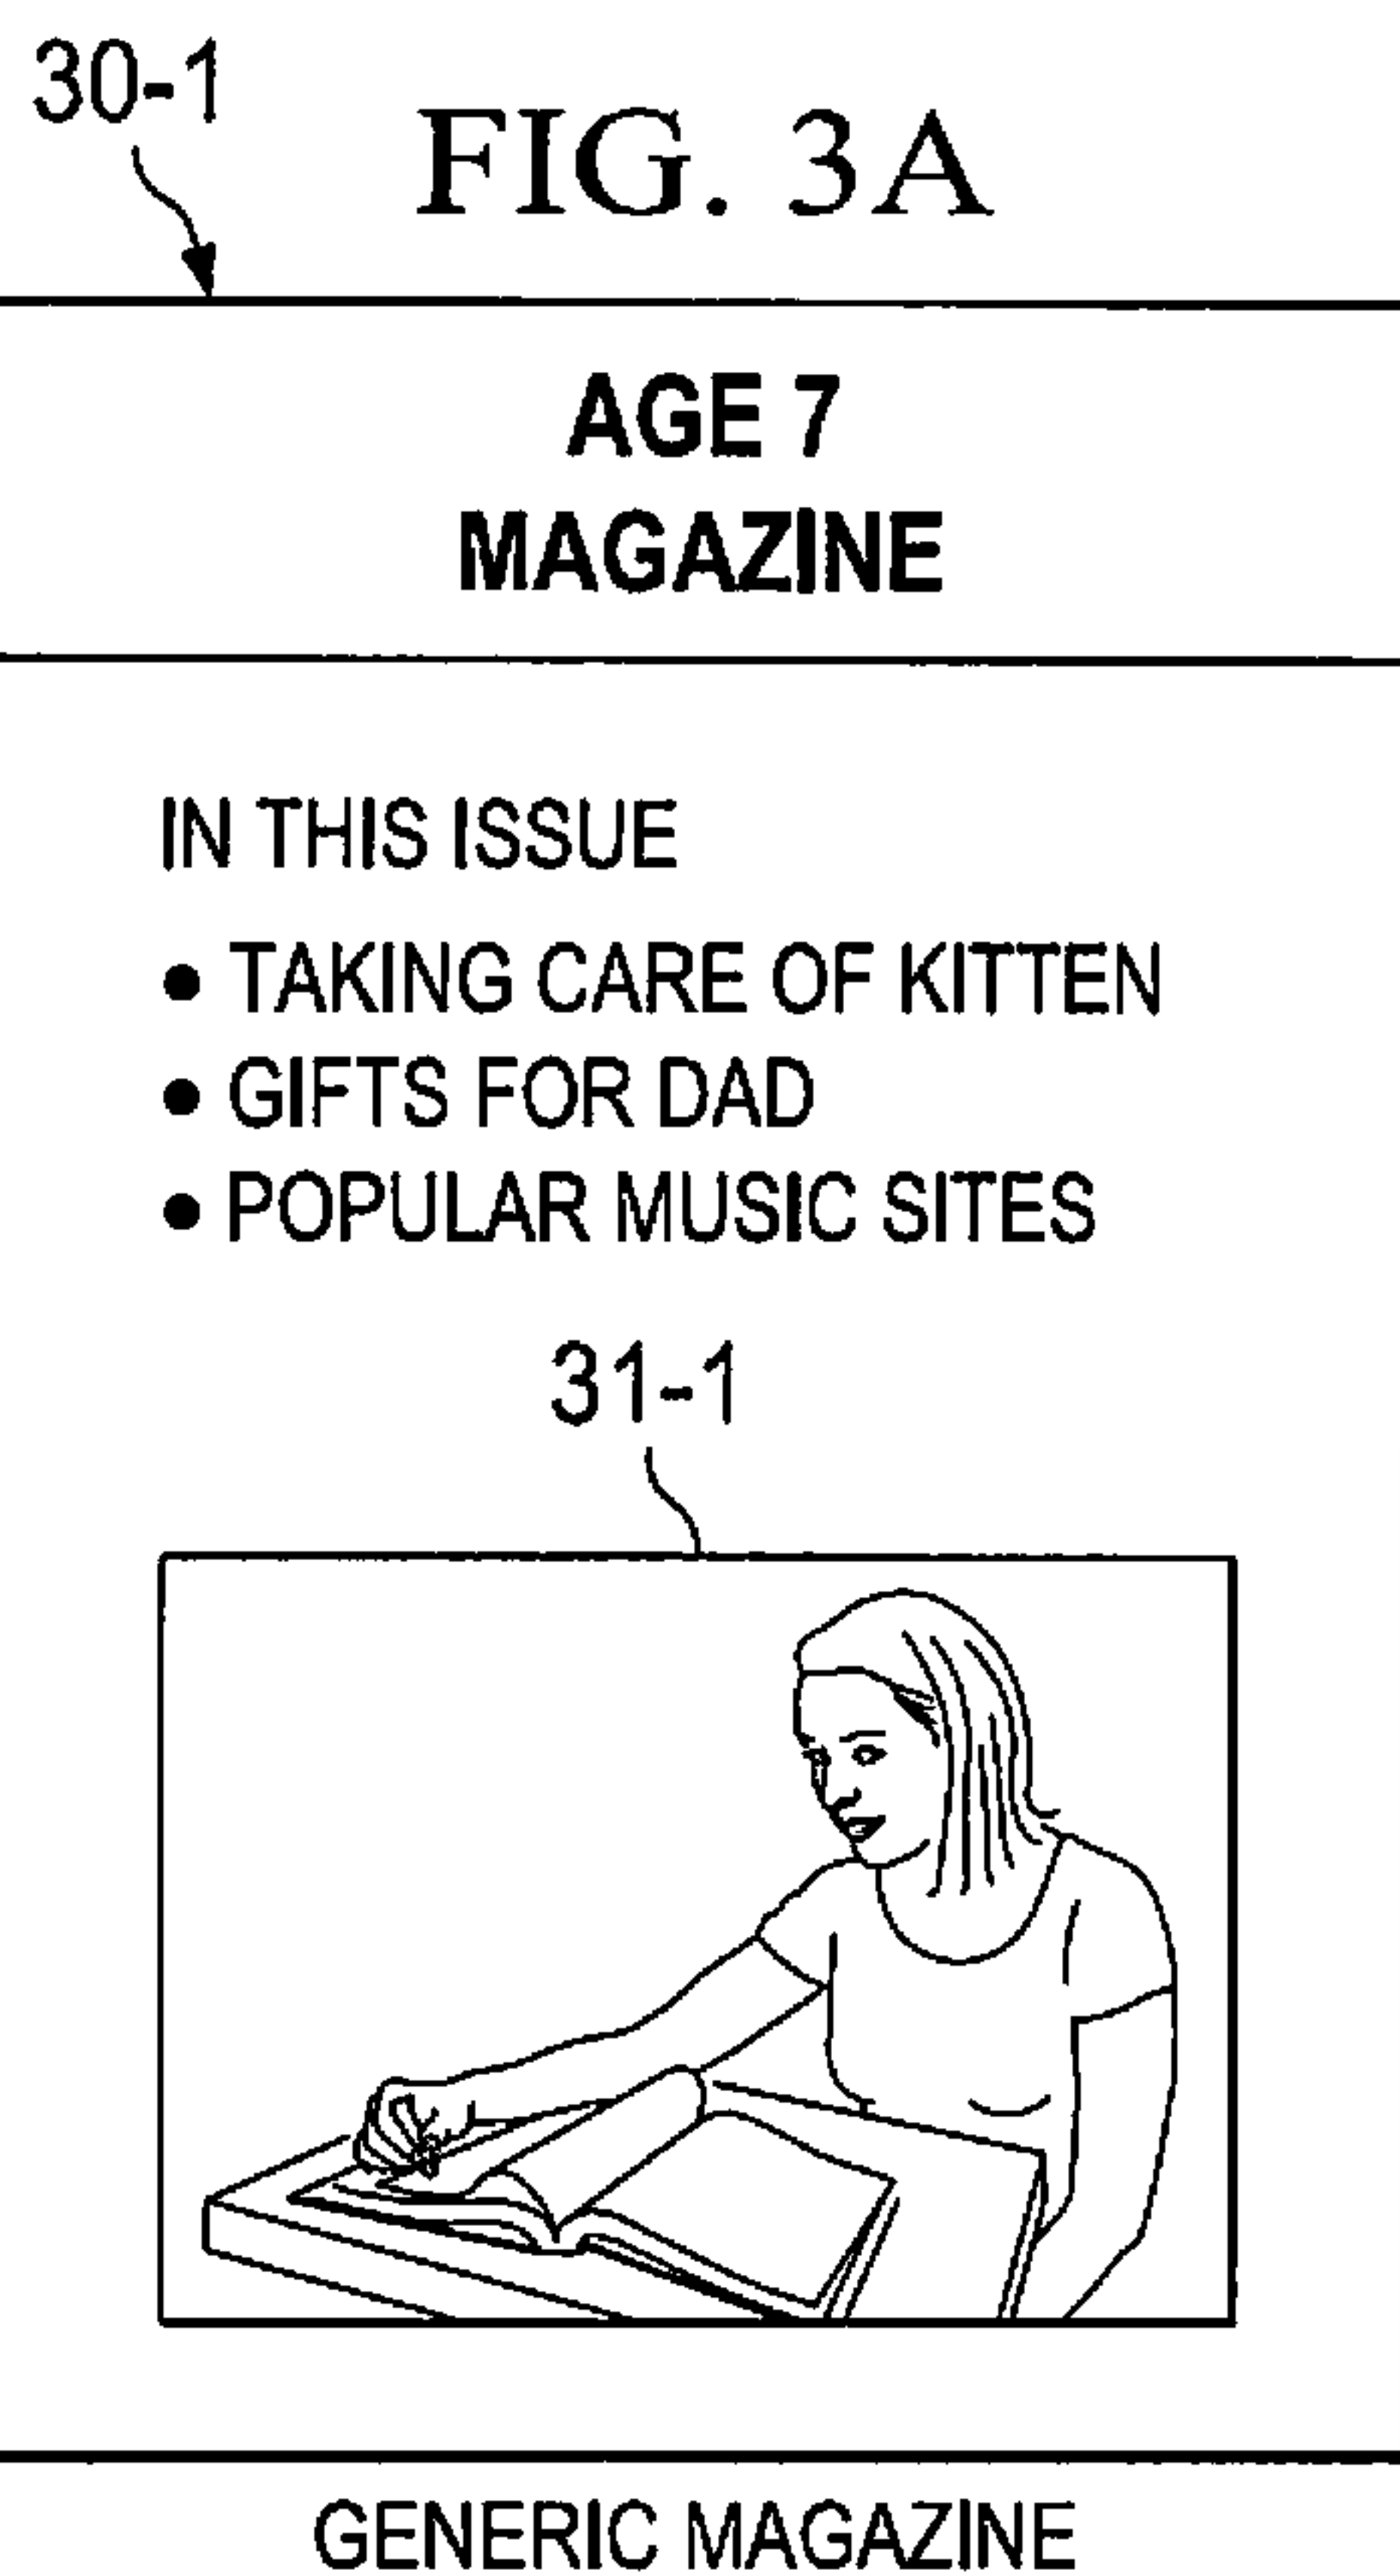 30-1
FIG. 3A
AGE 7
MAGAZINE
IN THIS ISSUE
• TAKING CARE OF KITTEN
• GIFTS FOR DAD
• POPULAR MUSIC SITES
31-1
GENERIC MAGAZINE